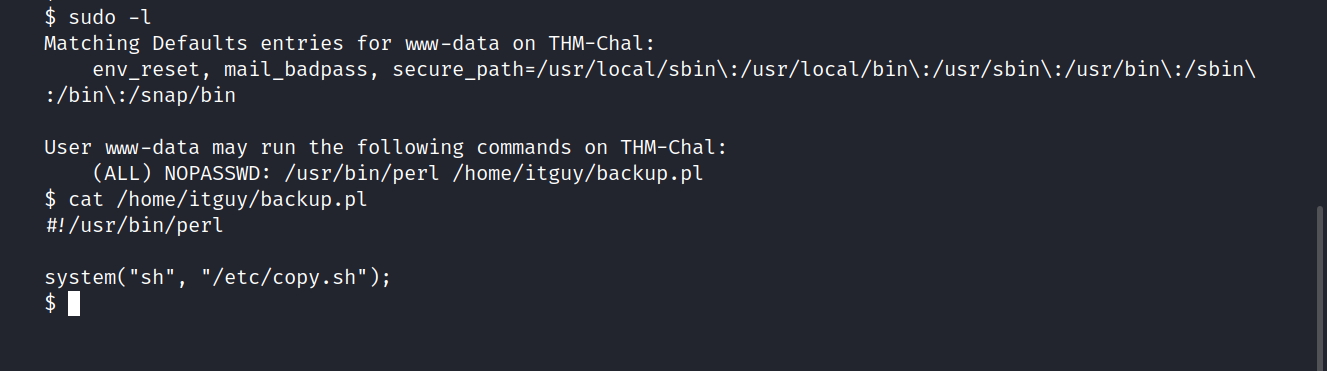 $ sudo -l
Matching Defaults entries for www-data on THM-Chal:
    env_reset, mail_badpass, secure_path=/usr/local/sbin\:/usr/local/bin\:/usr/sbin\:/usr/bin\:/sbin\
:/bin\:/snap/bin
User www-data may run the following commands on THM-Chal:
    (ALL) NOPASSWD: /usr/bin/perl /home/itguy/backup.pl
$ cat /home/itguy/backup.pl
#!/usr/bin/perl
system("sh", "/etc/copy.sh");
$